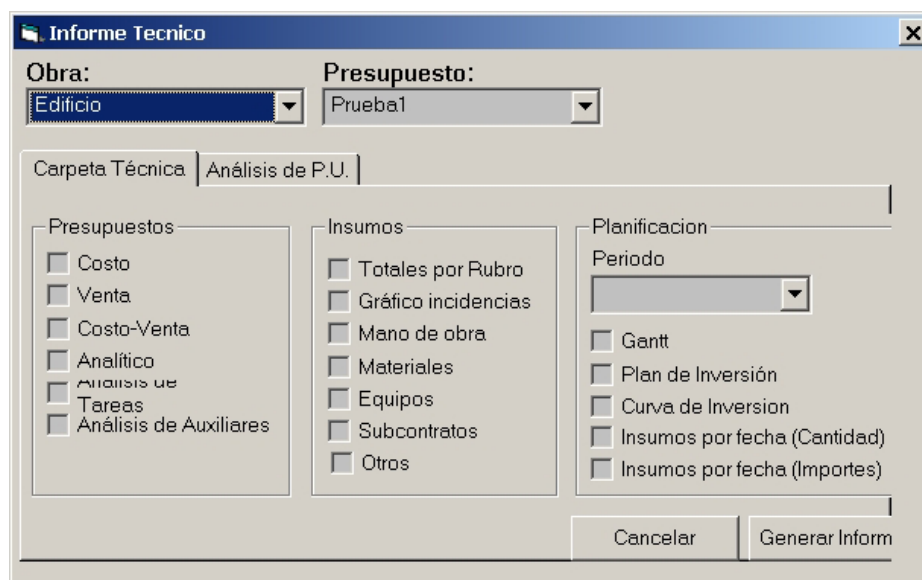 Informe Tecnico
Obra: Presupuesto:
Edificio Prueba1
Carpeta Técnica Análisis de P.U.
Presupuestos
Costo
Venta
Costo-Venta
Analítico
Análisis de
Tareas
Análisis de Auxiliares
Insumos
Totales por Rubro
Gráfico incidencias
Mano de obra
Materiales
Equipos
Subcontratos
Otros
Planificacion
Periodo
Gantt
Plan de Inversión
Curva de Inversion
Insumos por fecha (Cantidad)
Insumos por fecha (Importes)
Cancelar Generar Inform